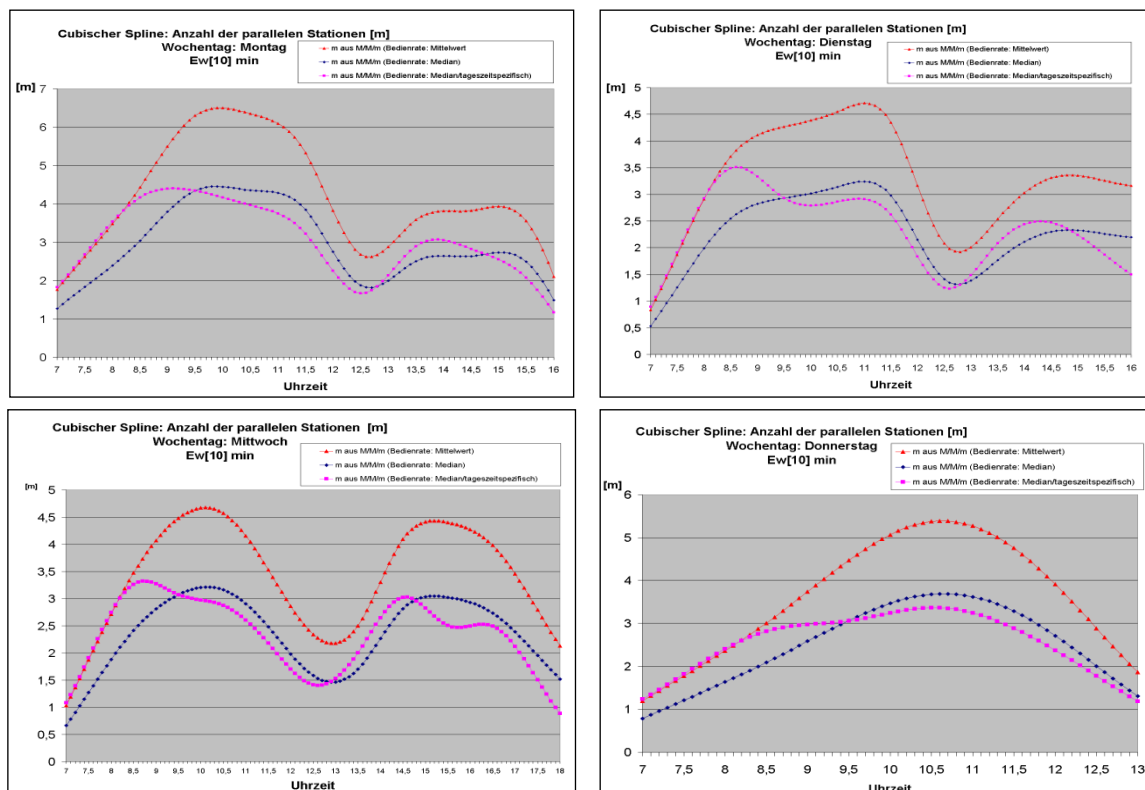 Cubischer Spline: Anzahl der parallelen Stationen [m]
Wochentag: Montag
Ew[10] min
m aus M/M/m (Bedienrate: Mittelwert
m aus M/M/m (Bedienrate: Median)
m aus M/M/m (Bedienrate: Median/tageszeitspezifisch)
[m]
7
6
5
4
3
2
1
0
7 7,5 8 8,5 9 9,5 10 10,5 11 11,5 12 12,5 13 13,5 14 14,5 15 15,5 16
Uhrzeit
Cubischer Spline: Anzahl der parallelen Stationen [m]
Wochentag: Dienstag
Ew[10] min
m aus M/M/m (Bedienrate: Mittelwert)
m aus M/M/m (Bedienrate: Median)
m aus M/M/m (Bedienrate: Median/tageszeitspezifisch)
[m]
5
4,5
4
3,5
3
2,5
2
1,5
1
0,5
0
7 7,5 8 8,5 9 9,5 10 10,5 11 11,5 12 12,5 13 13,5 14 14,5 15 15,5 16
Uhrzeit
Cubischer Spline: Anzahl der parallelen Stationen [m]
Wochentag: Mittwoch
Ew[10] min
m aus M/M/m (Bedienrate: Mittelwert)
m aus M/M/m (Bedienrate: Median)
m aus M/M/m (Bedienrate: Median/tageszeitspezifisch)
[m]
5
4,5
4
3,5
3
2,5
2
1,5
1
0,5
0
7 7,5 8 8,5 9 9,5 10 10,5 11 11,5 12 12,5 13 13,5 14 14,5 15 15,5 16 16,5 17 17,5 18
Uhrzeit
Cubischer Spline: Anzahl der parallelen Stationen [m]
Wochentag: Donnerstag
Ew[10] min
m aus M/M/m (Bedienrate: Mittelwert)
m aus M/M/m (Bedienrate: Median)
m aus M/M/m (Bedienrate: Median/tageszeitspezifisch)
[m]
6
5
4
3
2
1
0
7 7,5 8 8,5 9 9,5 10 10,5 11 11,5 12 12,5 13
Uhrzeit